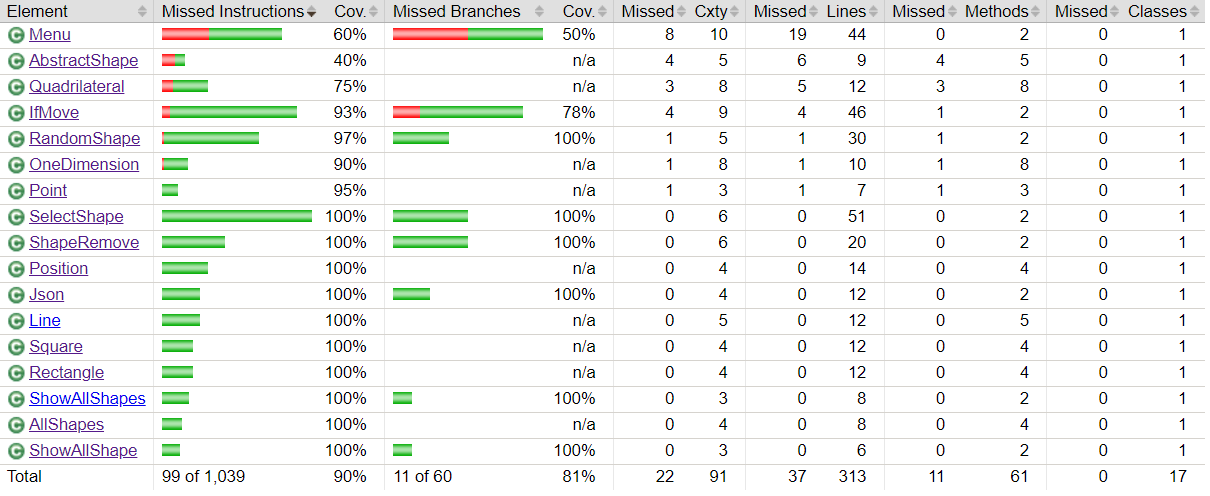 Element Missed Instructions Cov. Missed Branches Cov. Missed Cxty Missed Lines Missed Methods Missed Classes
C Menu 60% 50% 8 10 19 44 0 2 0 1
C AbstractShape 40% n/a 4 5 6 9 4 5 0 1
C Quadrilateral 75% n/a 3 8 5 12 3 8 0 1
C IfMove 93% 78% 4 9 4 46 1 2 0 1
C RandomShape 97% 100% 1 5 1 30 1 2 0 1
C OneDimension 90% n/a 1 8 1 10 1 8 0 1
C Point 95% n/a 1 3 1 7 1 3 0 1
C SelectShape 100% 100% 0 6 0 51 0 2 0 1
C ShapeRemove 100% 100% 0 6 0 20 0 2 0 1
C Position 100% n/a 0 4 0 14 0 4 0 1
C Json 100% 100% 0 4 0 12 0 2 0 1
C Line 100% n/a 0 5 0 12 0 5 0 1
C Square 100% n/a 0 4 0 12 0 4 0 1
C Rectangle 100% n/a 0 4 0 12 0 4 0 1
C ShowAllShapes 100% 100% 0 3 0 8 0 2 0 1
C AllShapes 100% n/a 0 4 0 8 0 4 0 1
C ShowAllShape 100% 100% 0 3 0 6 0 2 0 1
Total 99 of 1,039 90% 11 of 60 81% 22 91 37 313 11 61 0 17